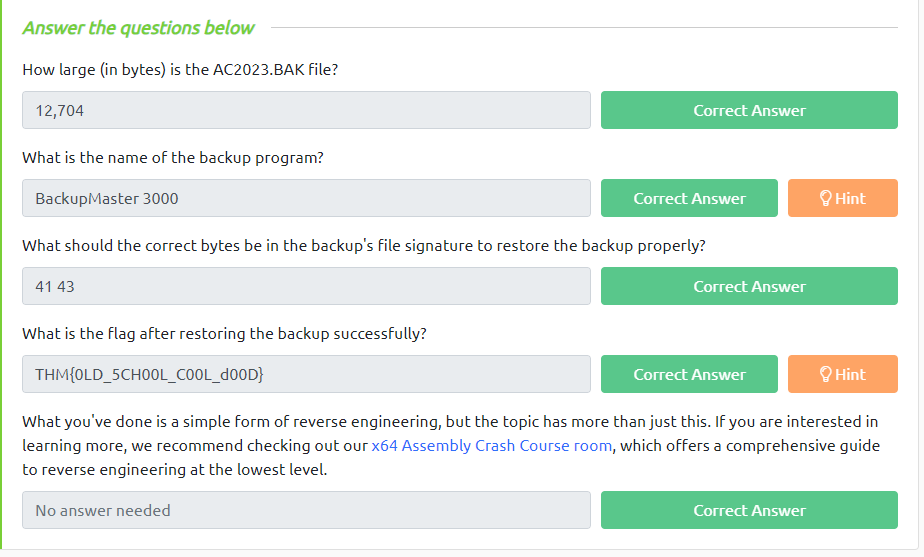 Answer the questions below
How large (in bytes) is the AC2023.BAK file?
12,704
Correct Answer
What is the name of the backup program?
BackupMaster 3000
Correct Answer
Hint
What should the correct bytes be in the backup's file signature to restore the backup properly?
41 43
Correct Answer
What is the flag after restoring the backup successfully?
THM{0LD_5CH00L_C00L_d00D}
Correct Answer
Hint
What you've done is a simple form of reverse engineering, but the topic has more than just this. If you are interested in
learning more, we recommend checking out our x64 Assembly Crash Course room, which offers a comprehensive guide
to reverse engineering at the lowest level.
No answer needed
Correct Answer